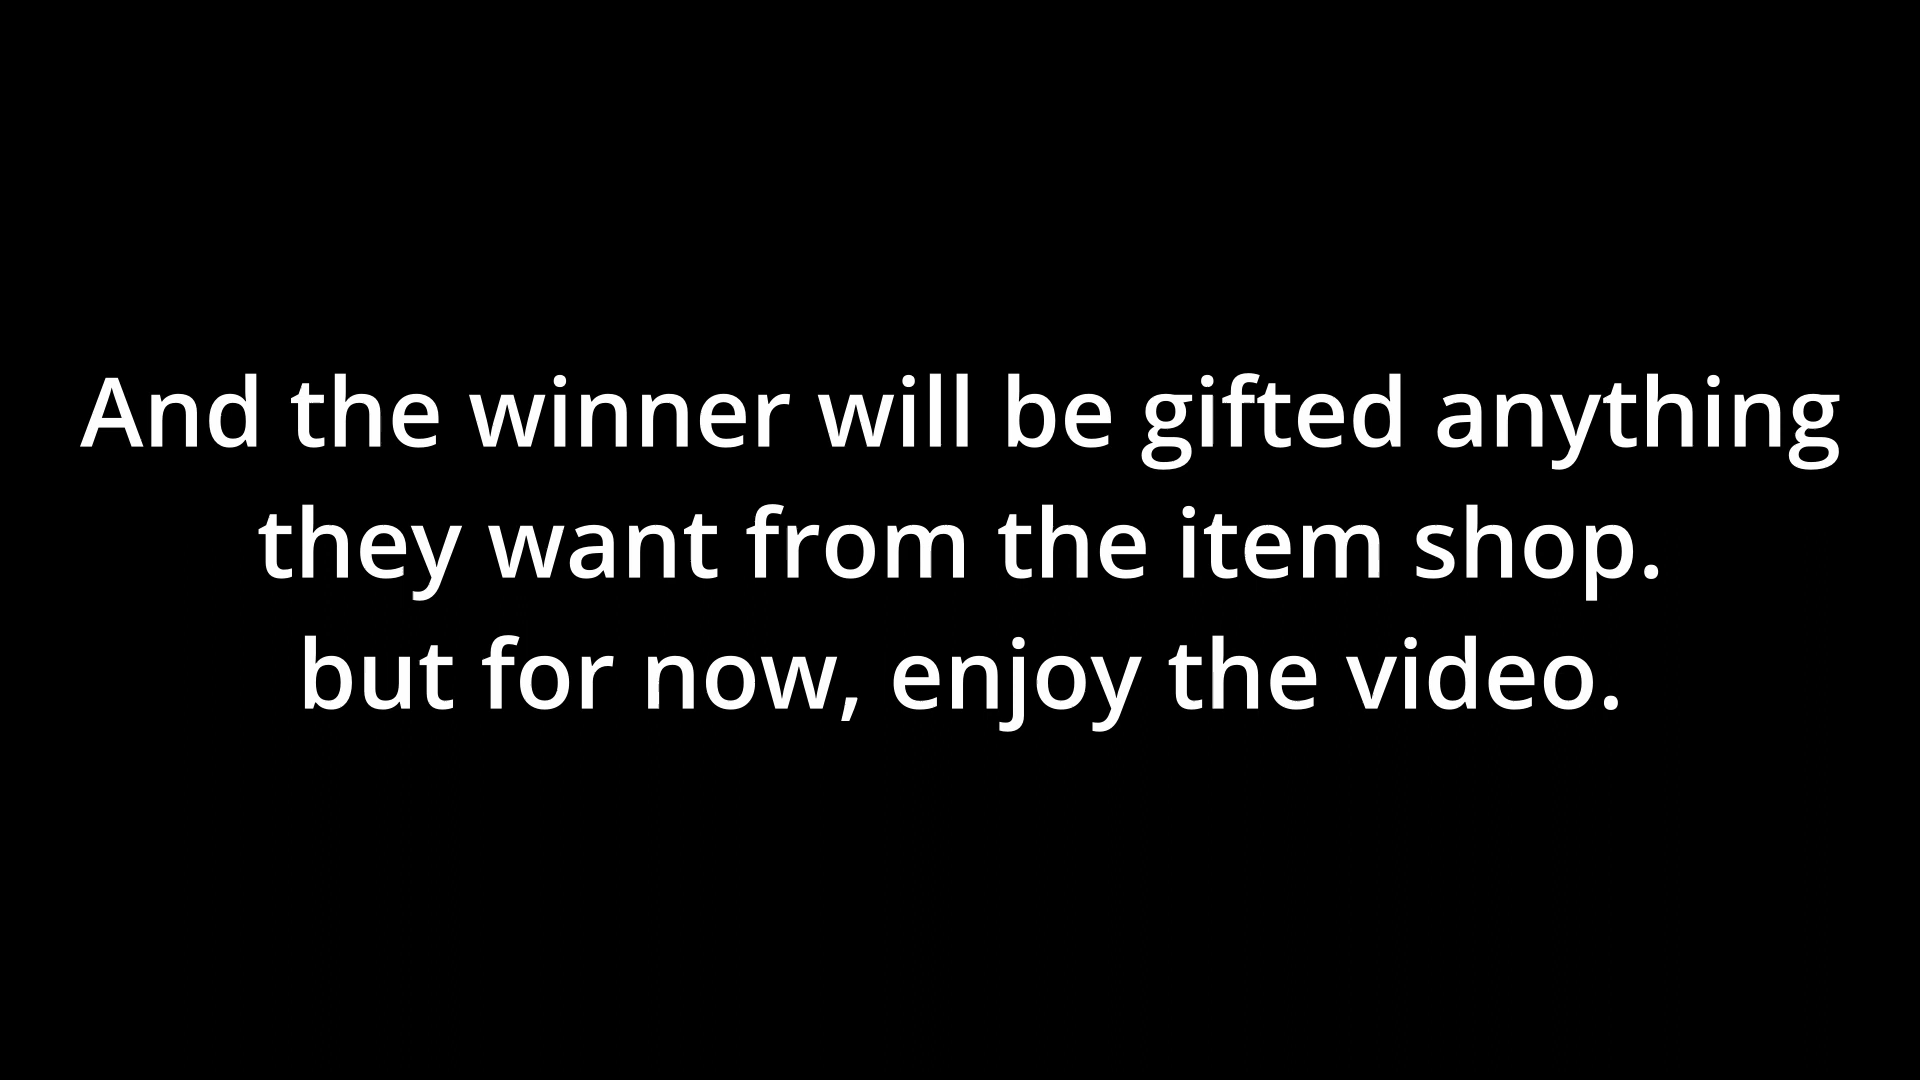 And the winner will be gifted anything
they want from the item shop.
but for now, enjoy the video.